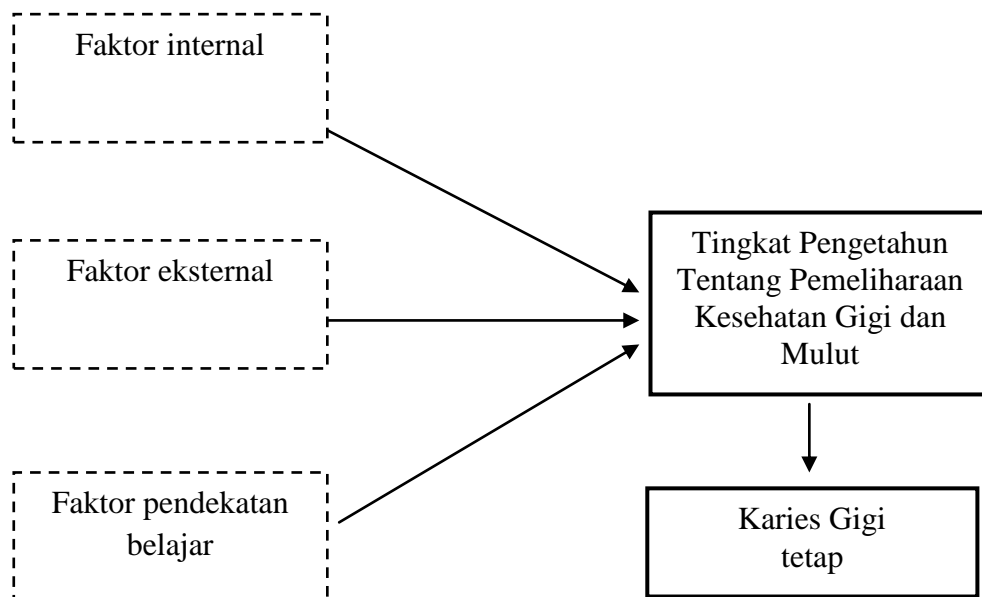 Faktor internal
Faktor eksternal
Faktor pendekatan
belajar
Tingkat Pengetahun
Tentang Pemeliharaan
Kesehatan Gigi dan
Mulut
Karies Gigi
tetap